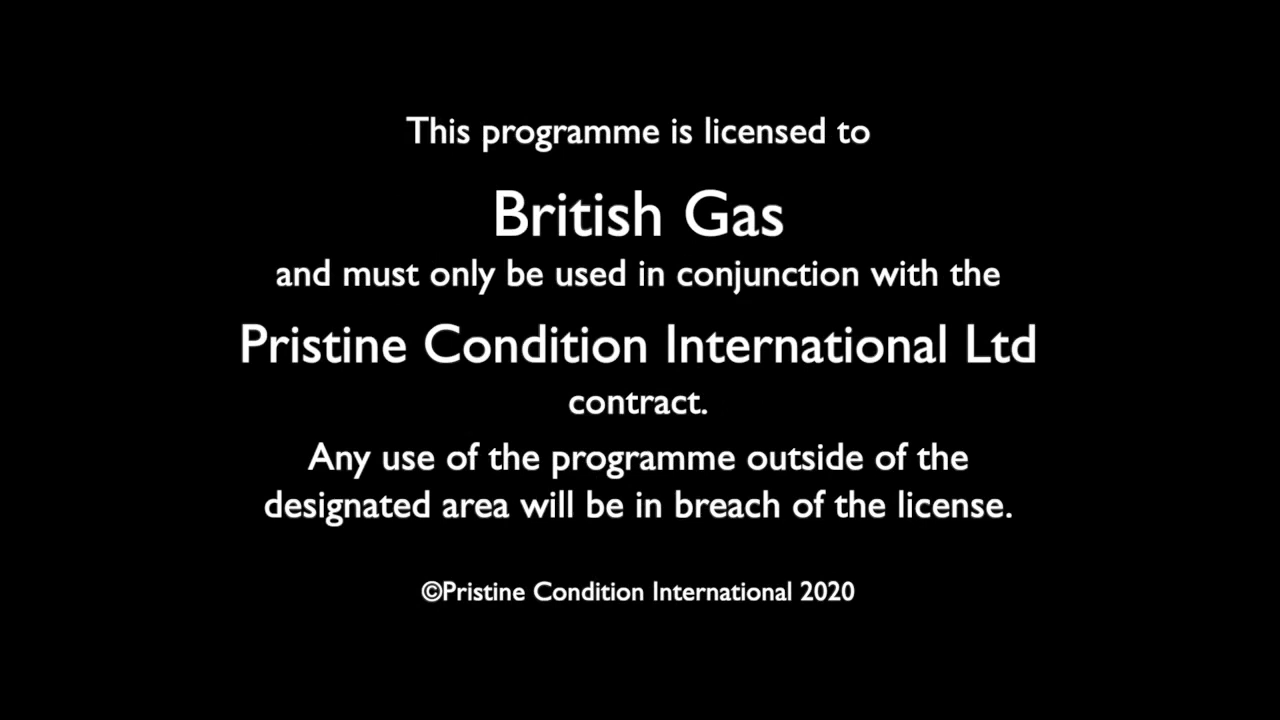 This programme is licensed to
British Gas
and must only be used in conjunction with the
Pristine Condition International Ltd
contract.
Any use of the programme outside of the
designated area will be in breach of the license.
©Pristine Condition International 2020